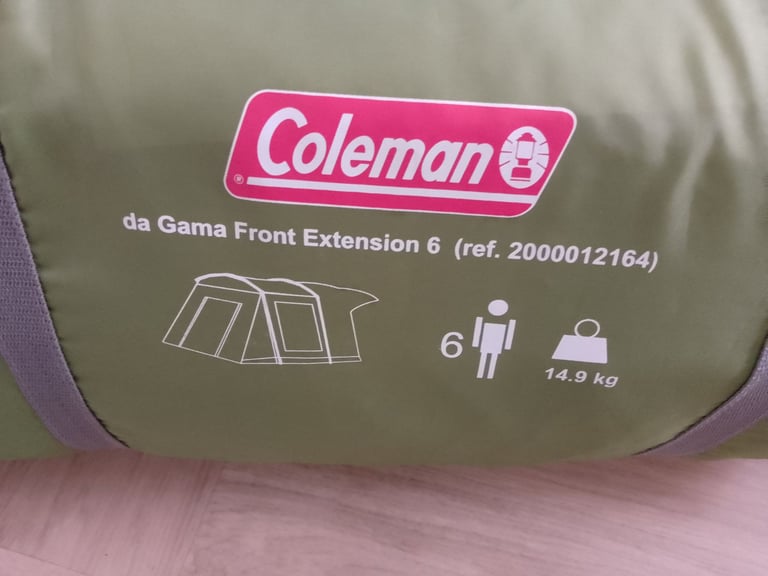 Coleman®
da Gama Front Extension 6 (ref. 2000012164)
6
14.9 kg